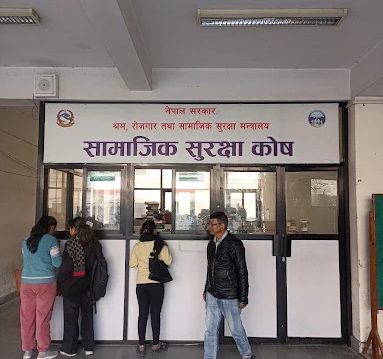 नेपाल सरकार
श्रम, रोजगार तथा सामाजिक सुरक्षा मन्त्रालय
सामाजिक सुरक्षा कोष